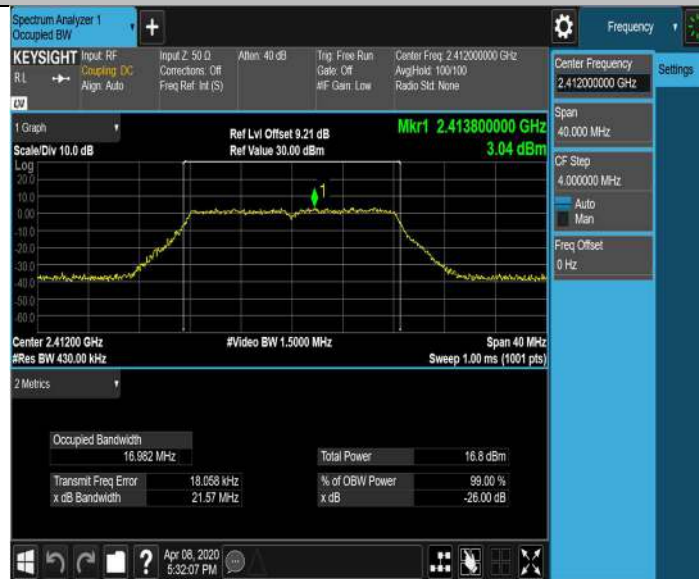 Spectrum Analyzer 1
Occupied BW
+
Frequency
KEYSIGHT
Input: RF
Coupling: DC
Align: Auto
Input Z: 50 Ω
Corrections: Off
Freq Ref: Int (S)
Atten: 40 dB
Trig: Free Run
Gate: Off
#IF Gain: Low
Center Freq: 2.412000000 GHz
Avg|Hold: 100/100
Radio Std: None
RL
Center Frequency
2.412000000 GHz
Settings
Span
40.000 MHz
CF Step
4.000000 MHz
Auto
Man
Freq Offset
0 Hz
1 Graph
Scale/Div 10.0 dB
Ref Lvl Offset 9.21 dB
Ref Value 30.00 dBm
Mkr1 2.413800000 GHz
3.04 dBm
Log
20.0
10.0
0.00
-10.0
-20.0
-30.0
-40.0
-50.0
-60.0
1
Center 2.41200 GHz
#Res BW 430.00 kHz
#Video BW 1.5000 MHz
Span 40 MHz
Sweep 1.00 ms (1001 pts)
2 Metrics
Occupied Bandwidth
16.982 MHz
Transmit Freq Error 18.058 kHz
x dB Bandwidth 21.57 MHz
Total Power 16.8 dBm
% of OBW Power 99.00 %
x dB -26.00 dB
?
Apr 08, 2020
5:32:07 PM